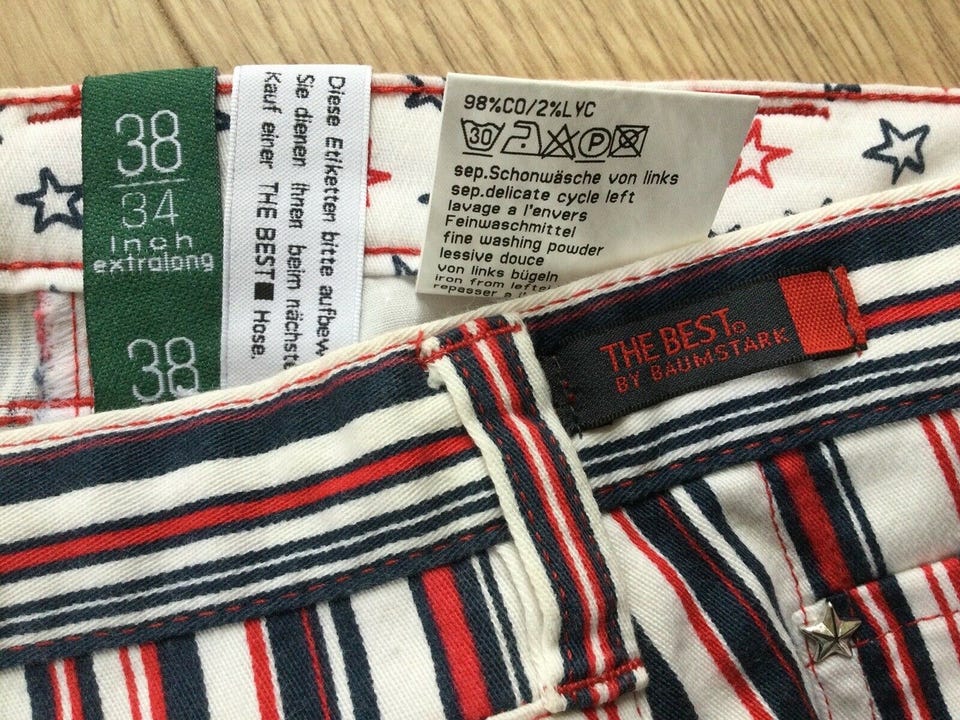 38
34
Inch
extralong
38
Diese Etiketten bitte aufbew
Sie dienen Ihnen beim nächste
Kauf einer THE BEST Hose.
98%CO/2%LYC
30
P
sep.Schonwäsche von links
sep.delicate cycle left
lavage a l'envers
Feinwaschmittel
fine washing powder
lessive douce
von links bügeln
iron from lefte
repasser a l'
THE BEST®
BY BAUMSTARK